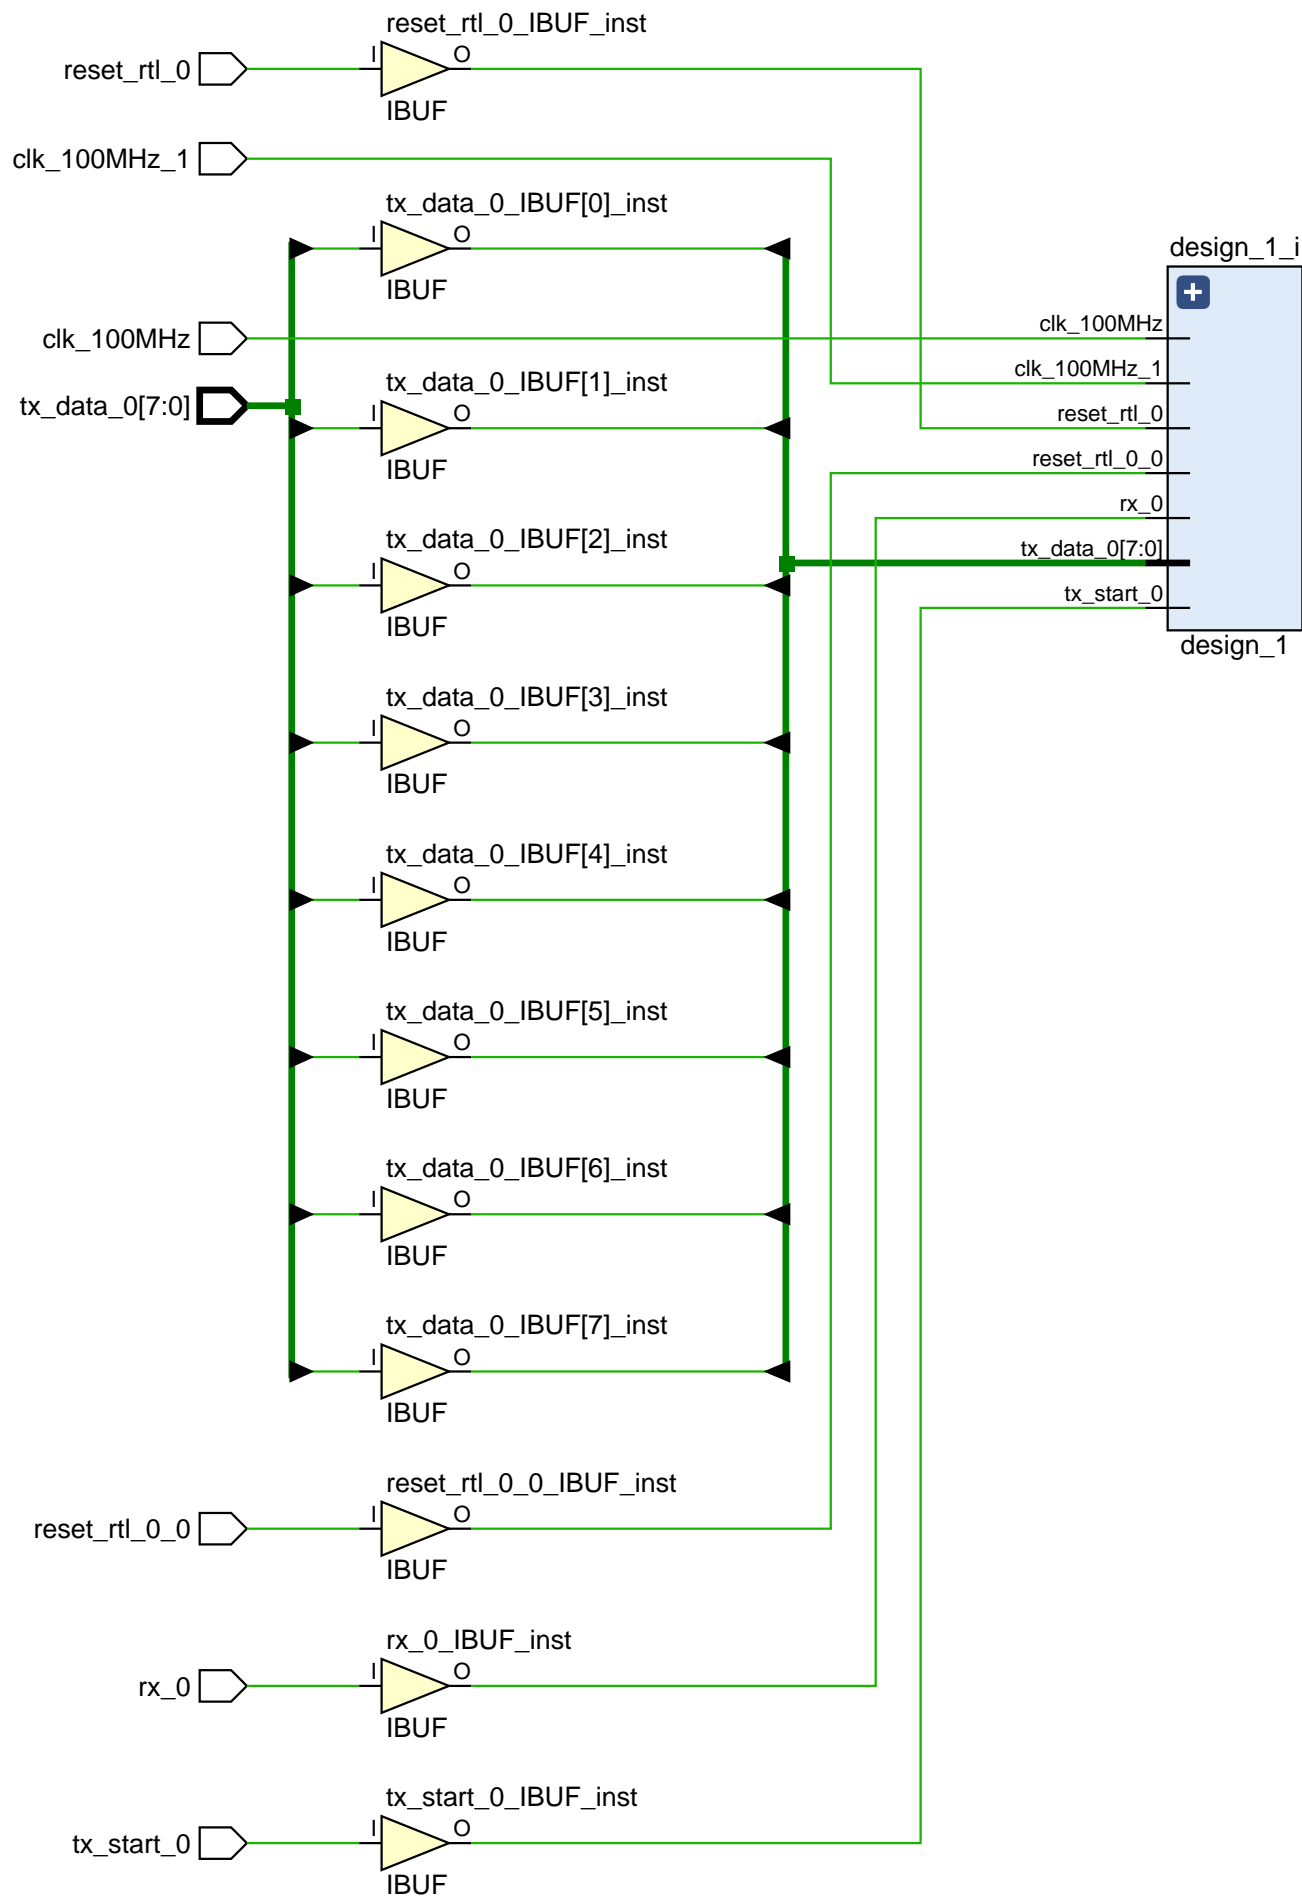 reset_rtl_0_IBUF_inst
reset_rtl_0
I
O
IBUF
clk_100MHz_1
tx_data_0_IBUF[0]_inst
I
O
IBUF
design_1_i
+
clk_100MHz
clk_100MHz
clk_100MHz_1
tx_data_0_IBUF[1]_inst
tx_data_0[7:0]
I
O
IBUF
reset_rtl_0
reset_rtl_0_0
rx_0
tx_data_0_IBUF[2]_inst
I
O
IBUF
tx_data_0[7:0]
tx_start_0
design_1
tx_data_0_IBUF[3]_inst
I
O
IBUF
tx_data_0_IBUF[4]_inst
I
O
IBUF
tx_data_0_IBUF[5]_inst
I
O
IBUF
tx_data_0_IBUF[6]_inst
I
O
IBUF
tx_data_0_IBUF[7]_inst
I
O
IBUF
reset_rtl_0_0_IBUF_inst
reset_rtl_0_0
I
O
IBUF
rx_0_IBUF_inst
rx_0
I
O
IBUF
tx_start_0_IBUF_inst
tx_start_0
I
O
IBUF